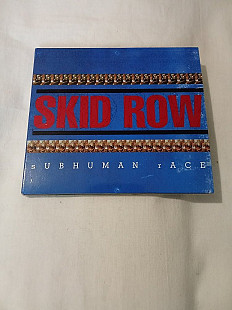 SKID ROW
sUBHUMAN rACE